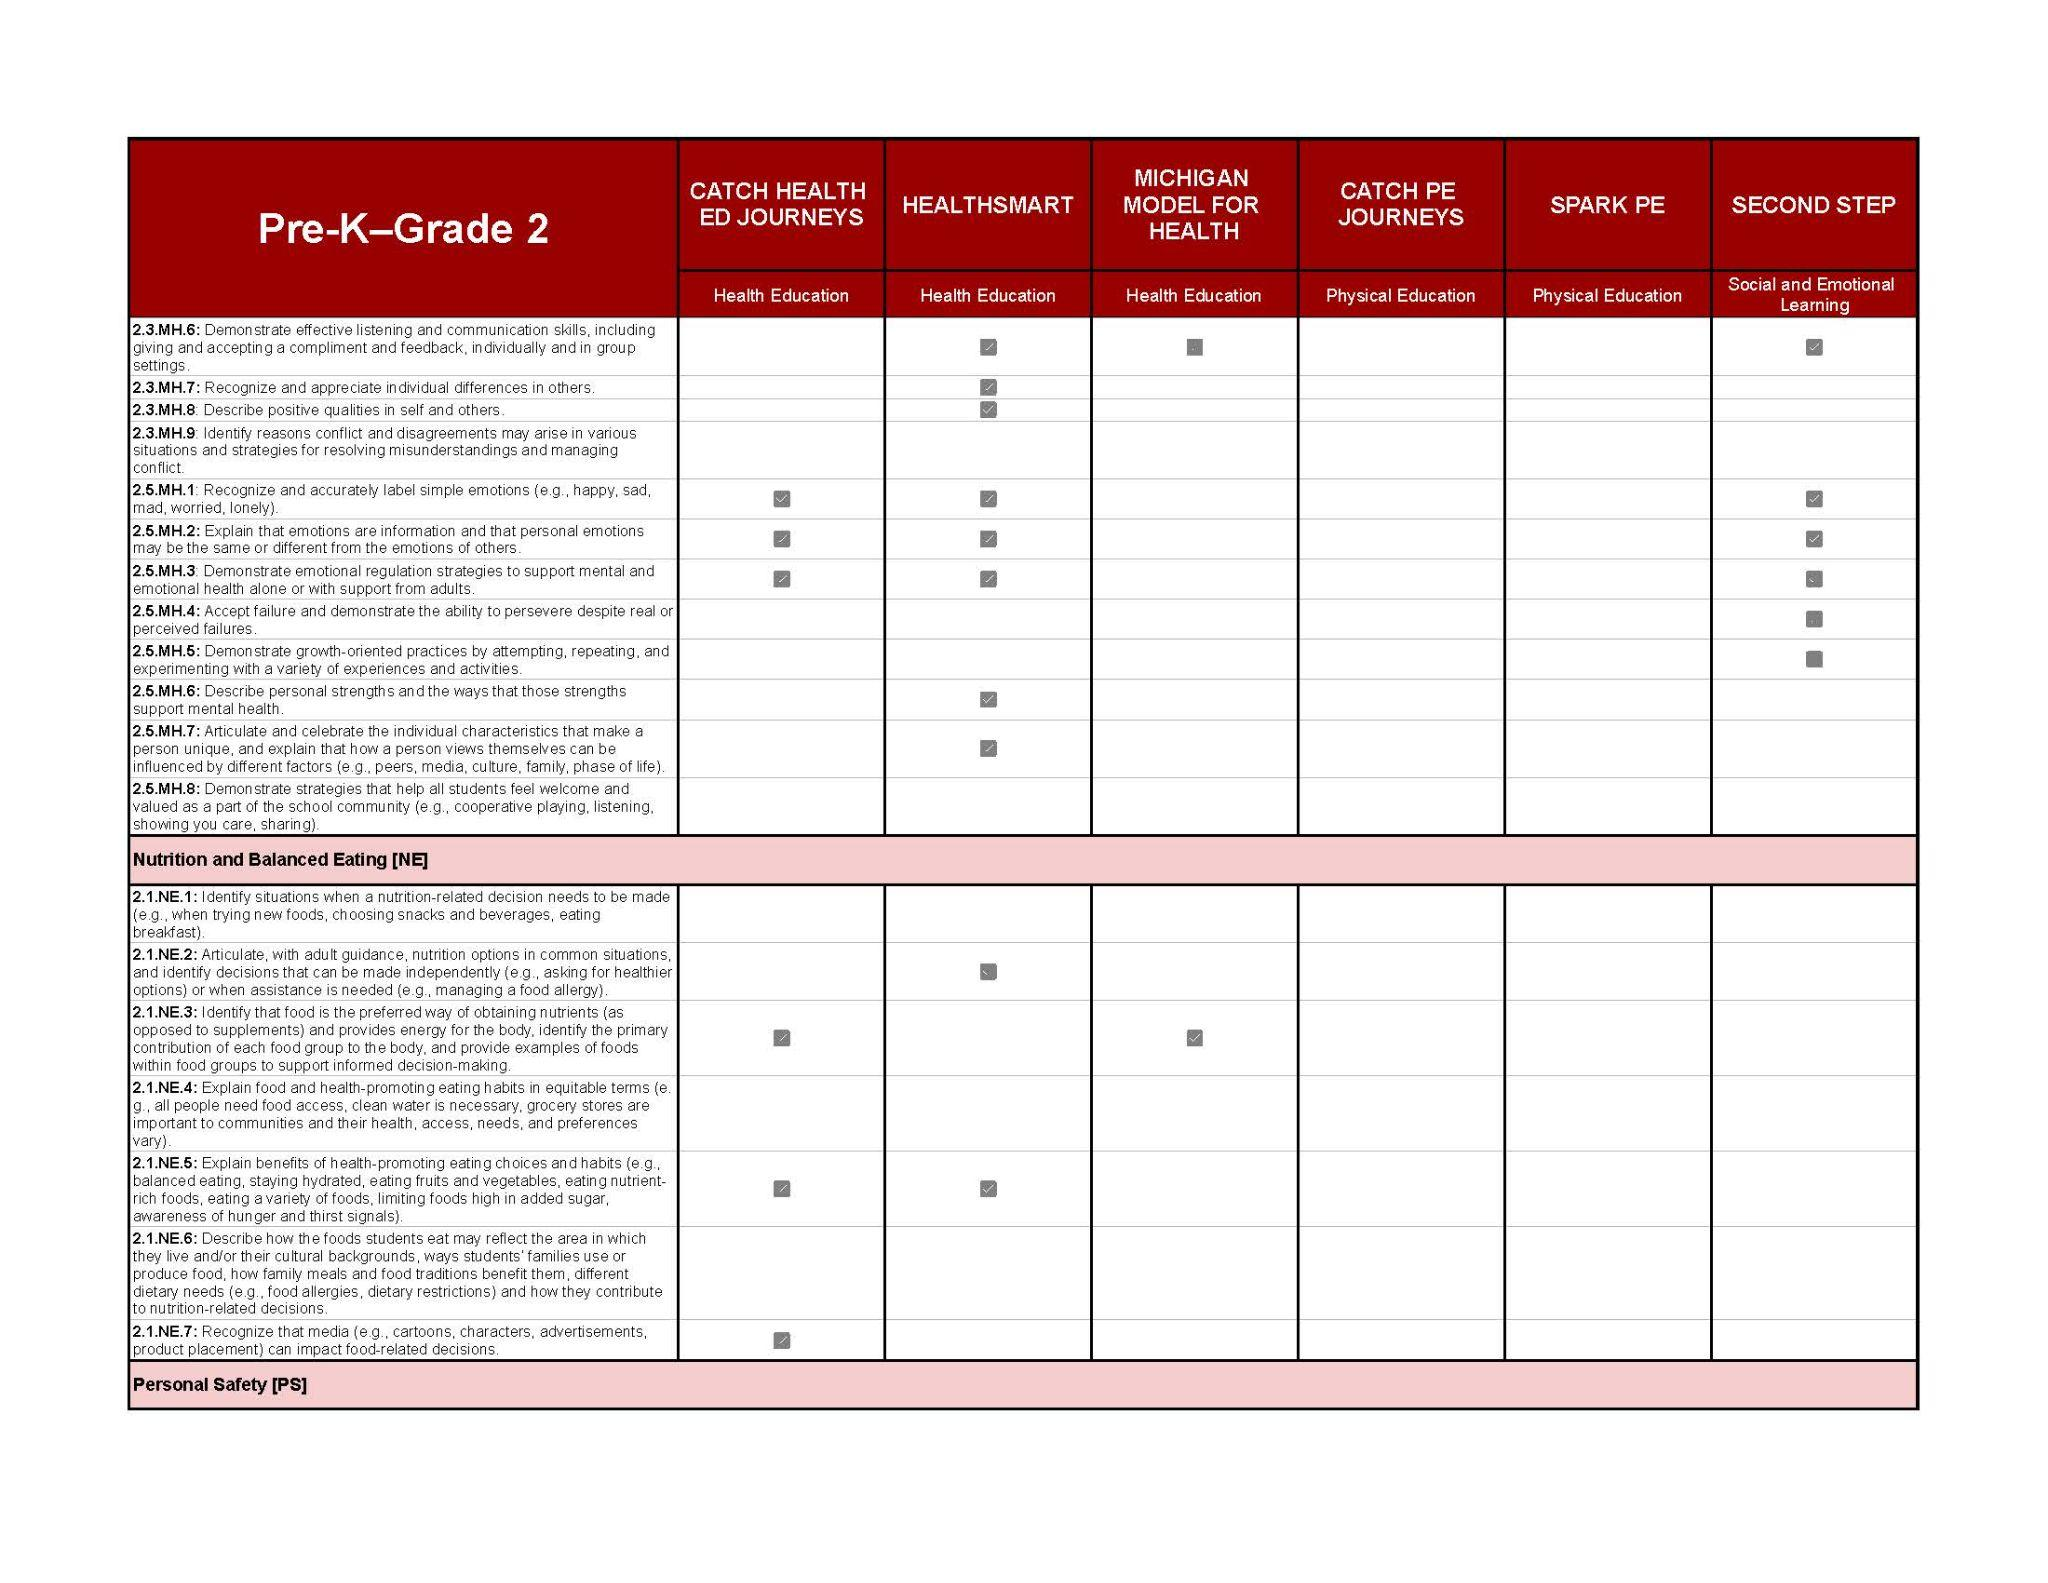 Pre-K–Grade 2
CATCH HEALTH
ED JOURNEYS
HEALTHSMART
MICHIGAN
MODEL FOR
HEALTH
CATCH PE
JOURNEYS
SPARK PE
SECOND STEP
Health Education
Health Education
Health Education
Physical Education
Physical Education
Social and Emotional
Learning
2.3.MH.6: Demonstrate effective listening and communication skills, including
giving and accepting a compliment and feedback, individually and in group
settings.
2.3.MH.7: Recognize and appreciate individual differences in others.
2.3.MH.8: Describe positive qualities in self and others.
2.3.MH.9: Identify reasons conflict and disagreements may arise in various
situations and strategies for resolving misunderstandings and managing
conflict.
2.5.MH.1: Recognize and accurately label simple emotions (e.g., happy, sad,
mad, worried, lonely).
2.5.MH.2: Explain that emotions are information and that personal emotions
may be the same or different from the emotions of others.
2.5.MH.3: Demonstrate emotional regulation strategies to support mental and
emotional health alone or with support from adults.
2.5.MH.4: Accept failure and demonstrate the ability to persevere despite real or
perceived failures.
2.5.MH.5: Demonstrate growth-oriented practices by attempting, repeating, and
experimenting with a variety of experiences and activities.
2.5.MH.6: Describe personal strengths and the ways that those strengths
support mental health.
2.5.MH.7: Articulate and celebrate the individual characteristics that make a
person unique, and explain that how a person views themselves can be
influenced by different factors (e.g., peers, media, culture, family, phase of life).
2.5.MH.8: Demonstrate strategies that help all students feel welcome and
valued as a part of the school community (e.g., cooperative playing, listening,
showing you care, sharing).
Nutrition and Balanced Eating [NE]
2.1.NE.1: Identify situations when a nutrition-related decision needs to be made
(e.g., when trying new foods, choosing snacks and beverages, eating
breakfast).
2.1.NE.2: Articulate, with adult guidance, nutrition options in common situations,
and identify decisions that can be made independently (e.g., asking for healthier
options) or when assistance is needed (e.g., managing a food allergy).
2.1.NE.3: Identify that food is the preferred way of obtaining nutrients (as
opposed to supplements) and provides energy for the body, identify the primary
contribution of each food group to the body, and provide examples of foods
within food groups to support informed decision-making.
2.1.NE.4: Explain food and health-promoting eating habits in equitable terms (e.
g., all people need food access, clean water is necessary, grocery stores are
important to communities and their health, access, needs, and preferences
vary).
2.1.NE.5: Explain benefits of health-promoting eating choices and habits (e.g.,
balanced eating, staying hydrated, eating fruits and vegetables, eating nutrient-
rich foods, eating a variety of foods, limiting foods high in added sugar,
awareness of hunger and thirst signals).
2.1.NE.6: Describe how the foods students eat may reflect the area in which
they live and/or their cultural backgrounds, ways students' families use or
produce food, how family meals and food traditions benefit them, different
dietary needs (e.g., food allergies, dietary restrictions) and how they contribute
to nutrition-related decisions.
2.1.NE.7: Recognize that media (e.g., cartoons, characters, advertisements,
product placement) can impact food-related decisions.
Personal Safety [PS]